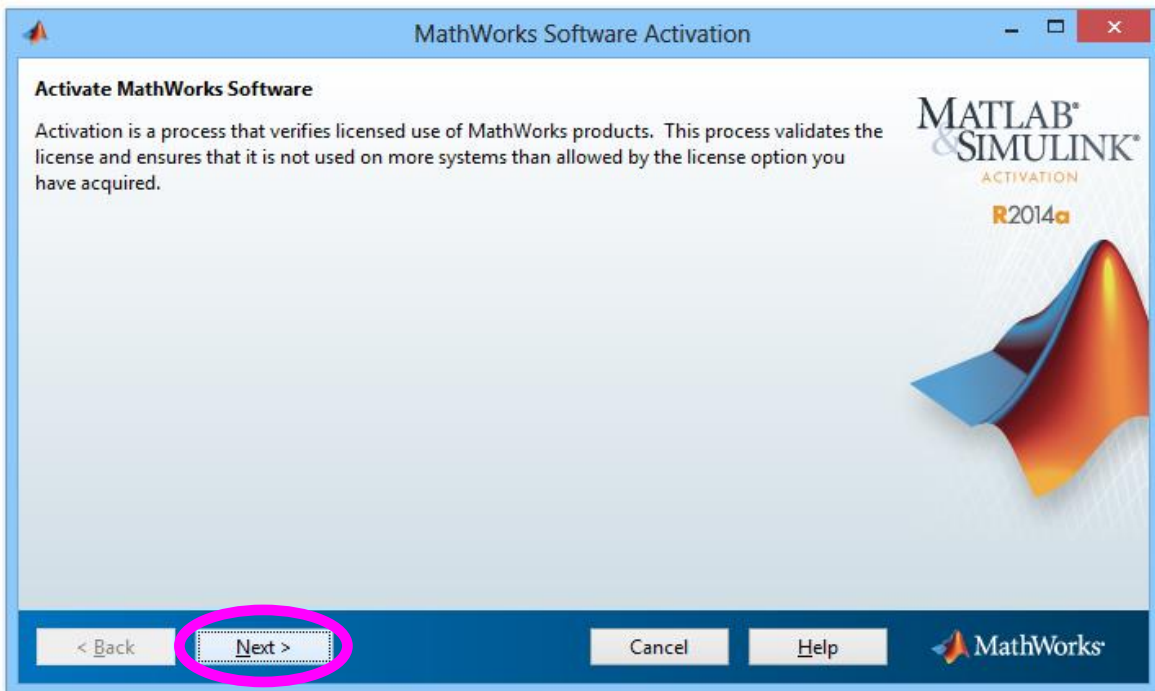 MathWorks Software Activation
Activate MathWorks Software
Activation is a process that verifies licensed use of MathWorks products. This process validates the
license and ensures that it is not used on more systems than allowed by the license option you
have acquired.
MATLAB®
&SIMULINK®
ACTIVATION
R2014a
< Back
Next >
Cancel
Help
MathWorks®